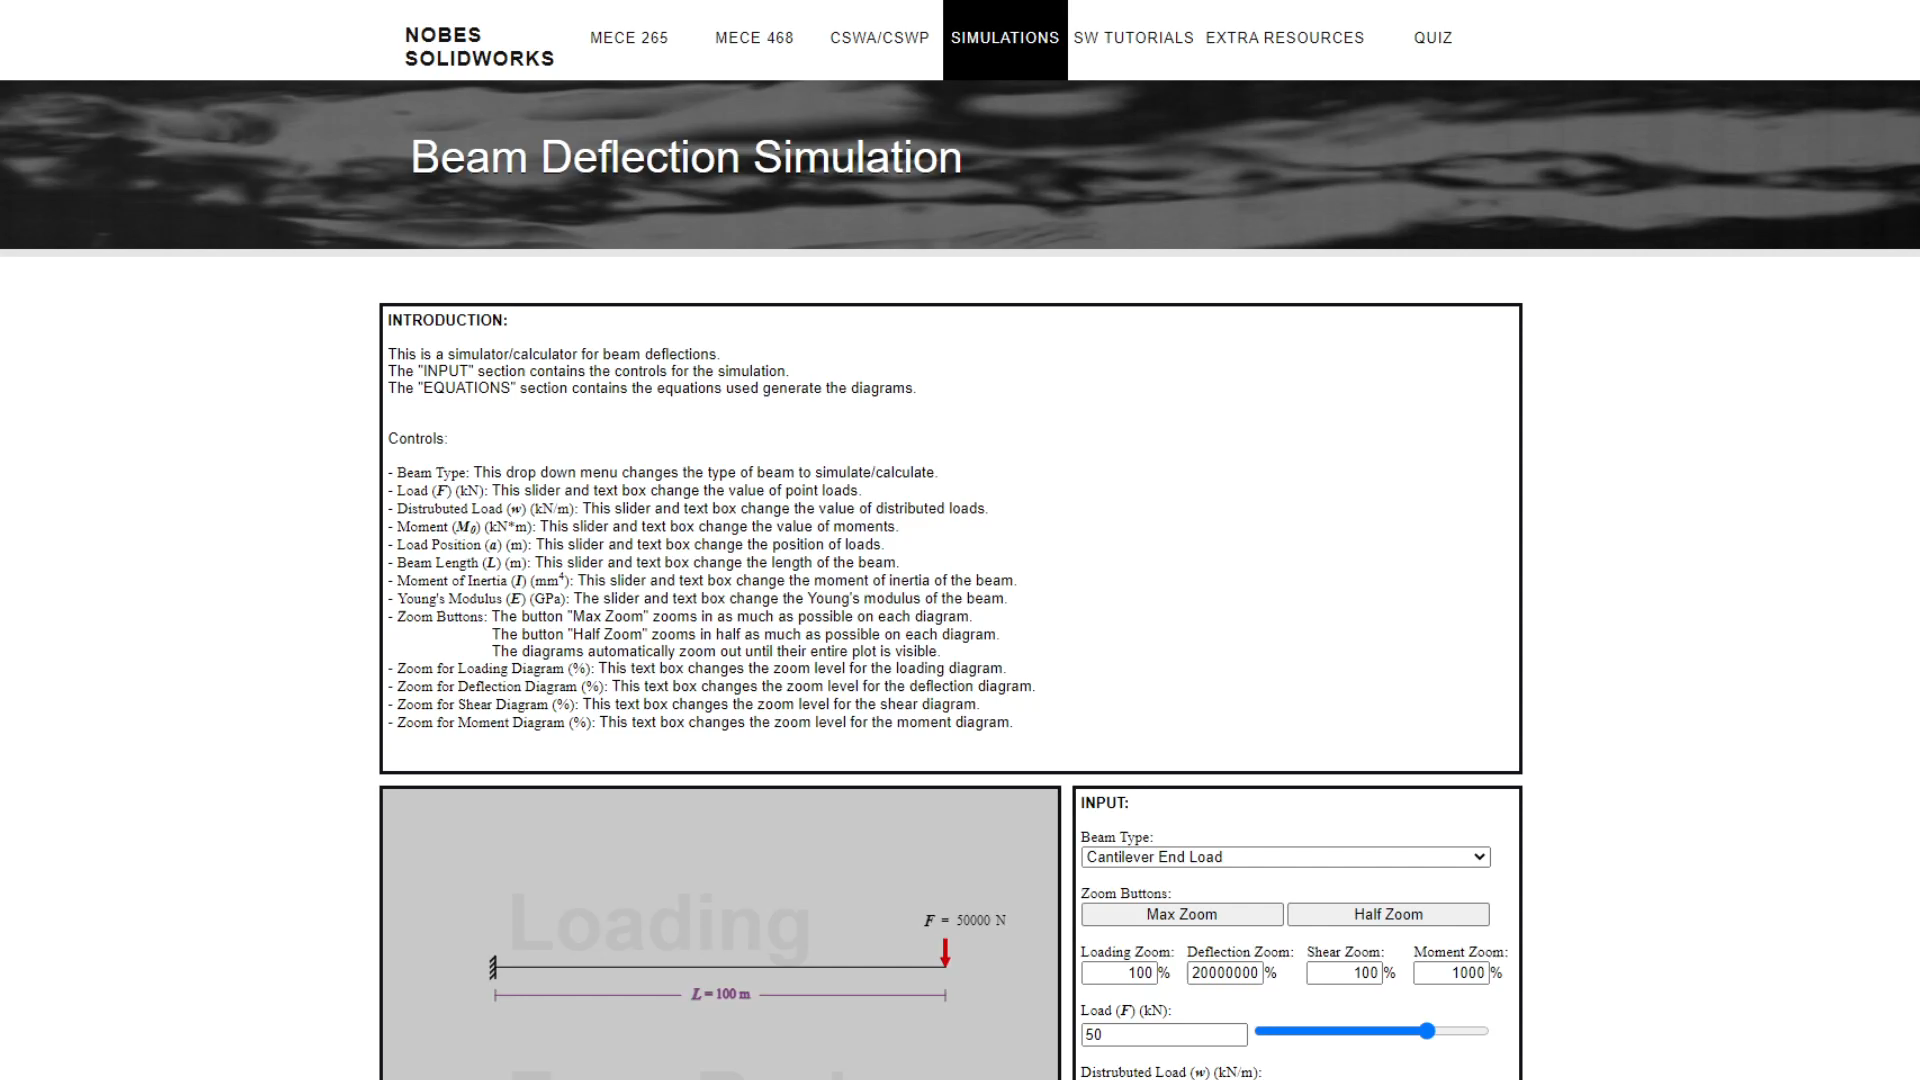 NOBES
SOLIDWORKS
MECE 265
MECE 468
CSWA/CSWP
SIMULATIONS
SW TUTORIALS
EXTRA RESOURCES
QUIZ
Beam Deflection Simulation
INTRODUCTION:
This is a simulator/calculator for beam deflections.
The "INPUT" section contains the controls for the simulation.
The "EQUATIONS" section contains the equations used generate the diagrams.
Controls:
- Beam Type: This drop down menu changes the type of beam to simulate/calculate.
- Load (F) (kN): This slider and text box change the value of point loads.
- Distrubuted Load (w) (kN/m): This slider and text box change the value of distributed loads.
- Moment (M₀) (kN*m): This slider and text box change the value of moments.
- Load Position (a) (m): This slider and text box change the position of loads.
- Beam Length (L) (m): This slider and text box change the length of the beam.
- Moment of Inertia (I) (mm⁴): This slider and text box change the moment of inertia of the beam.
- Young's Modulus (E) (GPa): The slider and text box change the Young's modulus of the beam.
- Zoom Buttons: The button "Max Zoom" zooms in as much as possible on each diagram.
The button "Half Zoom" zooms in half as much as possible on each diagram.
The diagrams automatically zoom out until their entire plot is visible.
- Zoom for Loading Diagram (%): This text box changes the zoom level for the loading diagram.
- Zoom for Deflection Diagram (%): This text box changes the zoom level for the deflection diagram.
- Zoom for Shear Diagram (%): This text box changes the zoom level for the shear diagram.
- Zoom for Moment Diagram (%): This text box changes the zoom level for the moment diagram.
Loading
F = 50000 N
L = 100 m
INPUT:
Beam Type:
Cantilever End Load
Zoom Buttons:
Max Zoom
Half Zoom
Loading Zoom: Deflection Zoom: Shear Zoom: Moment Zoom:
100 % 20000000 % 100 % 1000 %
Load (F) (kN):
50
Distrubuted Load (w) (kN/m):